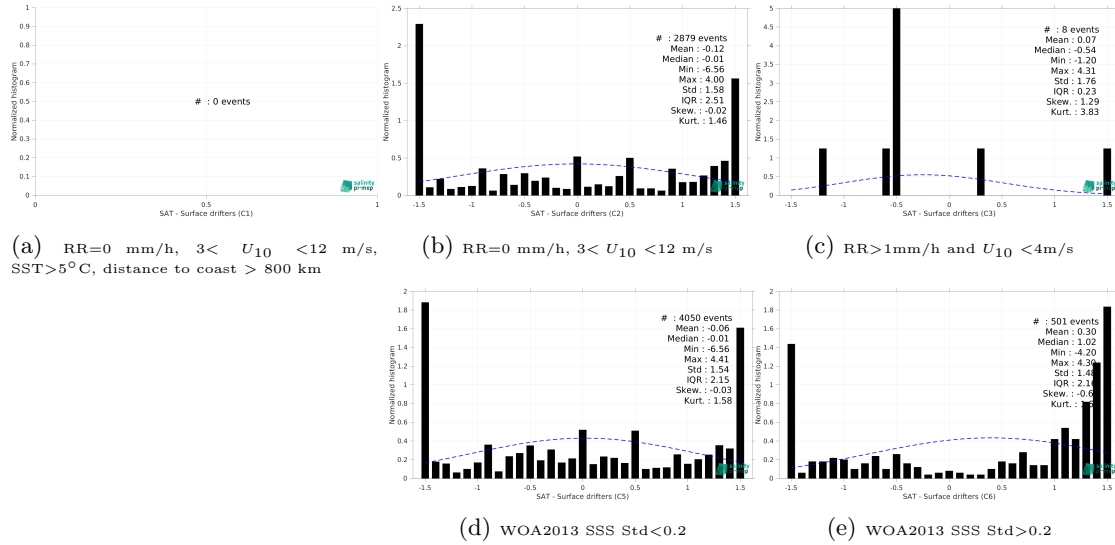 Normalized histogram
1
0.9
0.8
0.7
0.6
0.5
0.4
0.3
0.2
0.1
0
# : 0 events
salinity
pi-mep
0 0.5 1
SAT - Surface drifters (C1)
(a) RR=0 mm/h, 3< U10 <12 m/s,
SST>5°C, distance to coast > 800 km
Normalized histogram
2.5
2
1.5
1
0.5
0
# : 2879 events
Mean : -0.12
Median : -0.01
Min : -6.56
Max : 4.00
Std : 1.58
IQR : 2.51
Skew. : -0.02
Kurt. : 1.46
-1.5 -1 -0.5 0 0.5 1 1.5
SAT - Surface drifters (C2)
(b) RR=0 mm/h, 3< U10 <12 m/s
Normalized histogram
5
4.5
4
3.5
3
2.5
2
1.5
1
0.5
0
# : 8 events
Mean : 0.07
Median : -0.54
Min : -1.20
Max : 4.31
Std : 1.76
IQR : 0.23
Skew. : 1.29
Kurt. : 3.83
salinity
pi-mep
-1.5 -1 -0.5 0 0.5 1 1.5
SAT - Surface drifters (C3)
(c) RR>1mm/h and U10 <4m/s
Normalized histogram
2
1.8
1.6
1.4
1.2
1
0.8
0.6
0.4
0.2
0
# : 4050 events
Mean : -0.06
Median : -0.01
Min : -6.56
Max : 4.41
Std : 1.54
IQR : 2.15
Skew. : -0.03
Kurt. : 1.58
-1.5 -1 -0.5 0 0.5 1 1.5
SAT - Surface drifters (C5)
(d) WOA2013 SSS Std<0.2
Normalized histogram
2
1.8
1.6
1.4
1.2
1
0.8
0.6
0.4
0.2
0
# : 501 events
Mean : 0.30
Median : 1.02
Min : -4.20
Max : 4.30
Std : 1.48
IQR :
Skew. :
Kurt. :
-1.5 -1 -0.5 0 0.5 1 1.5
SAT - Surface drifters (C6)
(e) WOA2013 SSS Std>0.2